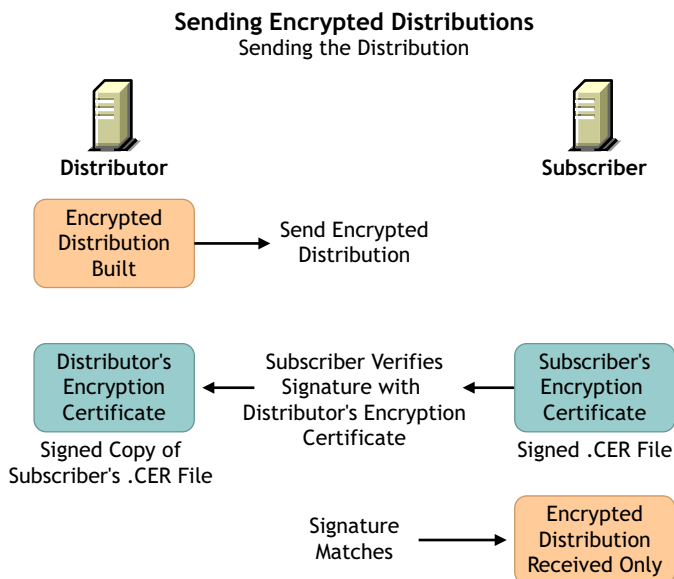 Sending Encrypted Distributions
Sending the Distribution
Distributor
Subscriber
Encrypted
Distribution
Built
Send Encrypted
Distribution
Distributor's
Encryption
Certificate
Signed Copy of
Subscriber's .CER File
Subscriber Verifies
Signature with
Distributor's Encryption
Certificate
Subscriber's
Encryption
Certificate
Signed .CER File
Signature
Matches
Encrypted
Distribution
Received Only